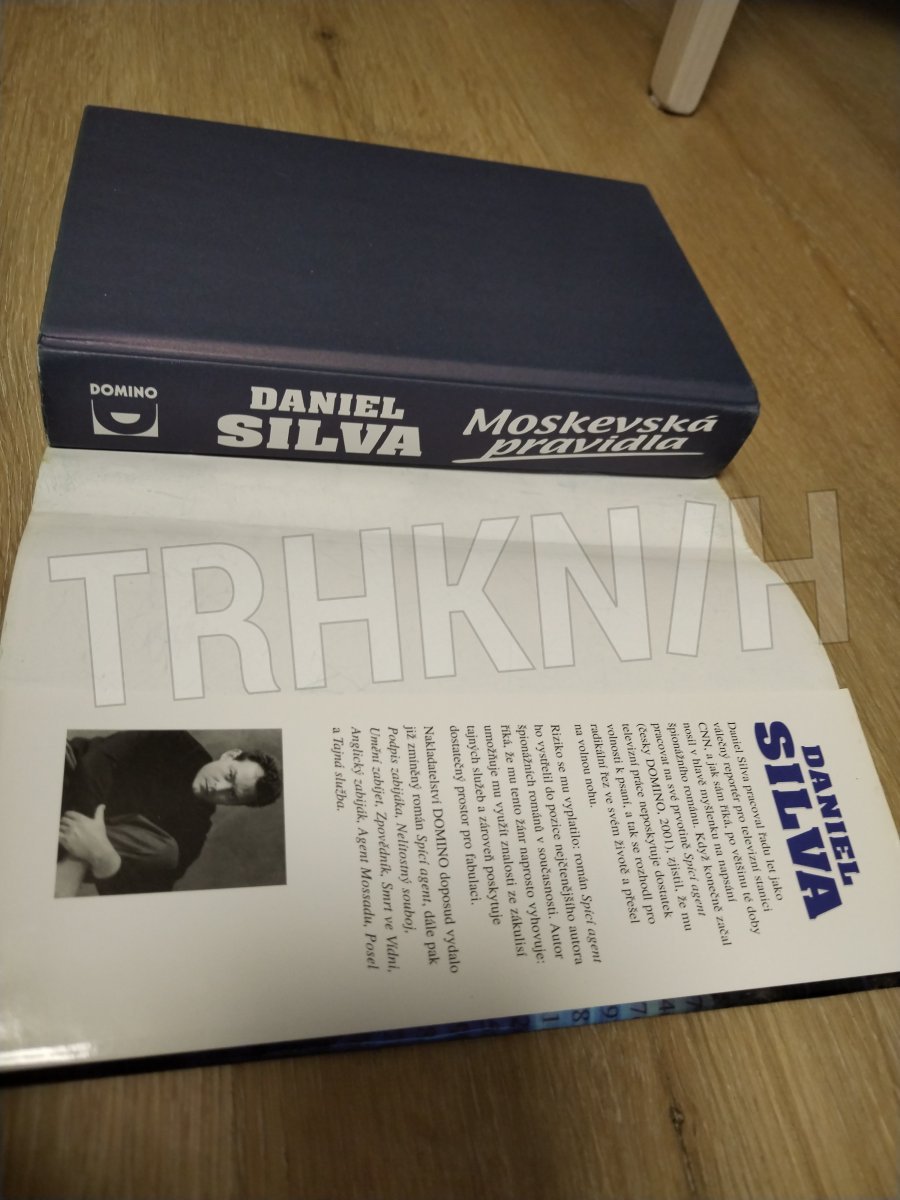 DOMINO
DANIEL
SILVA
Moskevská
pravidla
TRHKNIH
DANIEL
SILVA
Daniel Silva pracoval řadu let jako
válečný reportér pro televizní stanici
CNN, a jak sám říká, po většinu té doby
nosil v hlavě myšlenku na napsání
špionážního románu. Když konečně začal
pracovat na své prvotině Spící agent
(česky DOMINO, 2001), zjistil, že mu
televizní práce neposkytuje dostatek
volnosti k psaní, a tak se rozhodl pro
radikální řez ve svém životě a přešel
na volnou nohu.
Riziko se mu vyplatilo: román Spící agent
ho vystřelil do pozice nejčtenějšího autora
špionážních románů v současnosti. Autor
říká, že mu tento žánr naprosto vyhovuje:
umožňuje mu využít znalosti ze zákulisí
tajných služeb a zároveň poskytuje
dostatečný prostor pro fabulaci.
Nakladatelství DOMINO doposud vydalo
již zmíněný román Spící agent, dále pak
Podpis zabijáka, Nelítostný souboj,
Umění zabíjet, Zpovědník, Smrt ve Vídni,
Anglický zabiják, Agent Mossadu, Posel
a Tajná služba.